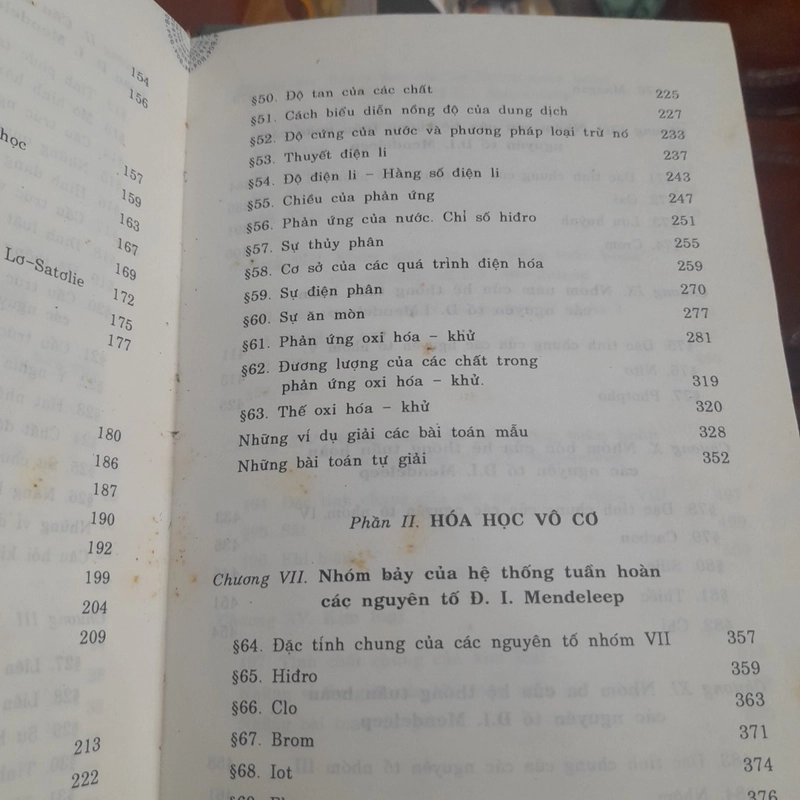 154
156
học
157
159
163
167
169
Lơ-Satơlie
172
175
177
180
186
187
190
192
199
204
209
213
222
§50. Độ tan của các chất 225
§51. Cách biểu diễn nồng độ của dung dịch 227
§52. Độ cứng của nước và phương pháp loại trừ nó 233
§53. Thuyết điện li 237
§54. Độ điện li – Hằng số điện li 243
§55. Chiều của phản ứng 247
§56. Phản ứng của nước. Chỉ số hiđro 251
§57. Sự thủy phân 255
§58. Cơ sở của các quá trình điện hóa 259
§59. Sự điện phân 270
§60. Sự ăn mòn 277
§61. Phản ứng oxi hóa – khử 281
§62. Đương lượng của các chất trong
phản ứng oxi hóa – khử. 319
§63. Thế oxi hóa – khử 320
Những ví dụ giải các bài toán mẫu 328
Những bài toán tự giải 352
Phần II. HÓA HỌC VÔ CƠ
Chương VII. Nhóm bảy của hệ thống tuần hoàn
các nguyên tố Đ. I. Mendeleep
§64. Đặc tính chung của các nguyên tố nhóm VII 357
§65. Hiđro 359
§66. Clo 363
§67. Brom 371
§68. Iot 374
376